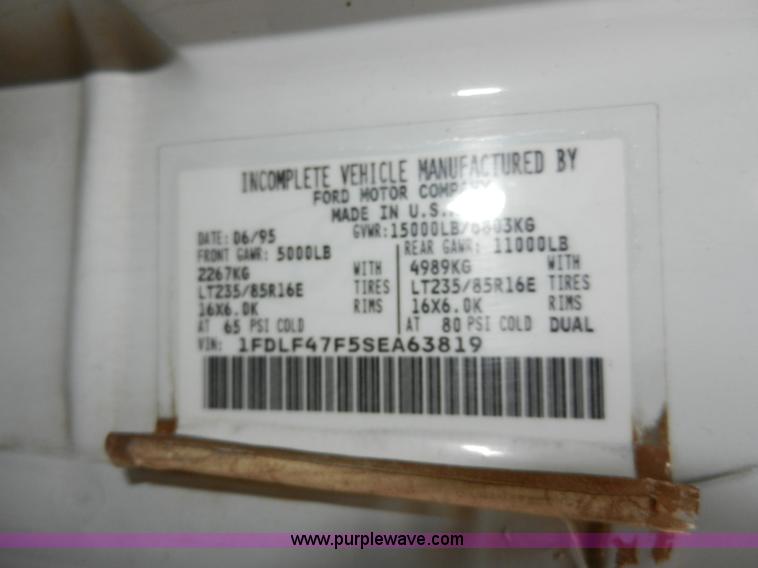 INCOMPLETE VEHICLE MANUFACTURED BY
FORD MOTOR COMPANY
MADE IN U.S.A.
DATE: 06/95 GVWR: 15000LB/6803KG
FRONT GAWR: 5000LB REAR GAWR: 11000LB
2267KG WITH 4989KG WITH
LT235/85R16E TIRES LT235/85R16E TIRES
16X6.0K RIMS 16X6.0K RIMS
AT 65 PSI COLD AT 80 PSI COLD DUAL
VIN: 1FDLF47F5SEA63819
www.purplewave.com